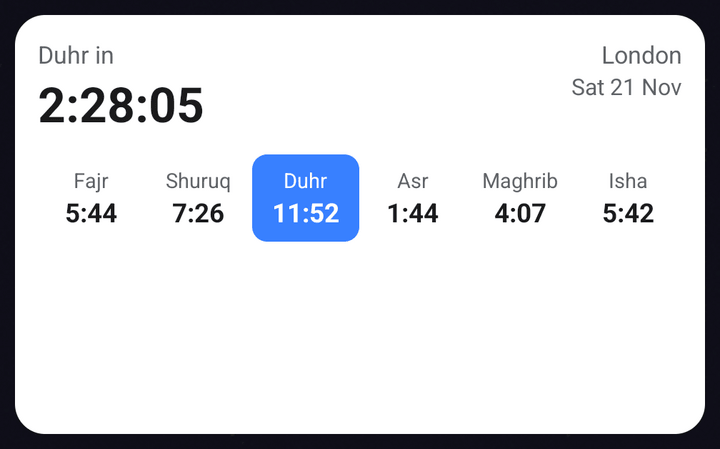 Duhr in
2:28:05
London
Sat 21 Nov
Fajr Shuruq Duhr Asr Maghrib Isha
5:44 7:26 11:52 1:44 4:07 5:42